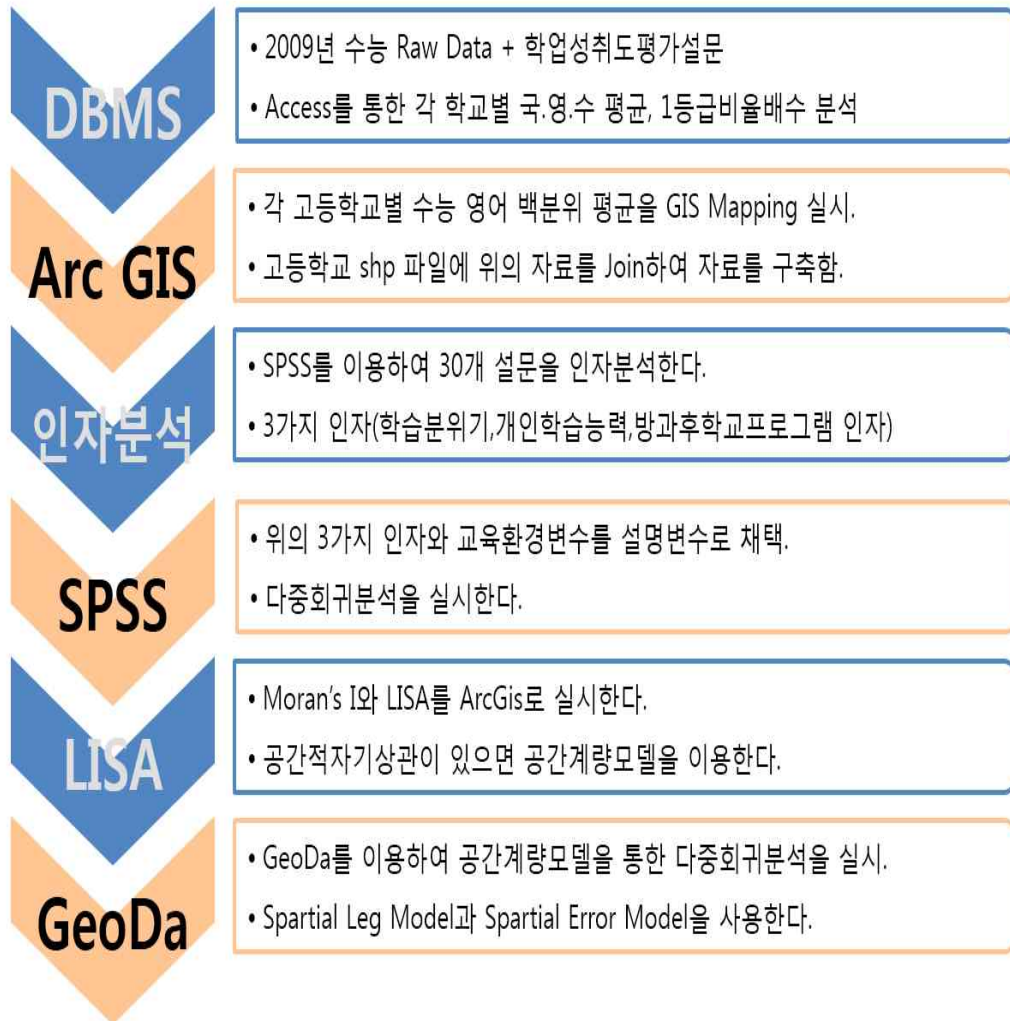 DBMS
• 2009년 수능 Raw Data + 학업성취도평가설문
• Access를 통한 각 학교별 국.영.수 평균, 1등급비율배수 분석
Arc GIS
• 각 고등학교별 수능 영어 백분위 평균을 GIS Mapping 실시.
• 고등학교 shp 파일에 위의 자료를 Join하여 자료를 구축함.
인자분석
• SPSS를 이용하여 30개 설문을 인자분석한다.
• 3가지 인자(학습분위기,개인학습능력,방과후학교프로그램 인자)
SPSS
• 위의 3가지 인자와 교육환경변수를 설명변수로 채택.
• 다중회귀분석을 실시한다.
LISA
• Moran's I와 LISA를 ArcGis로 실시한다.
• 공간적자기상관이 있으면 공간계량모델을 이용한다.
GeoDa
• GeoDa를 이용하여 공간계량모델을 통한 다중회귀분석을 실시.
• Spartial Leg Model과 Spartial Error Model을 사용한다.